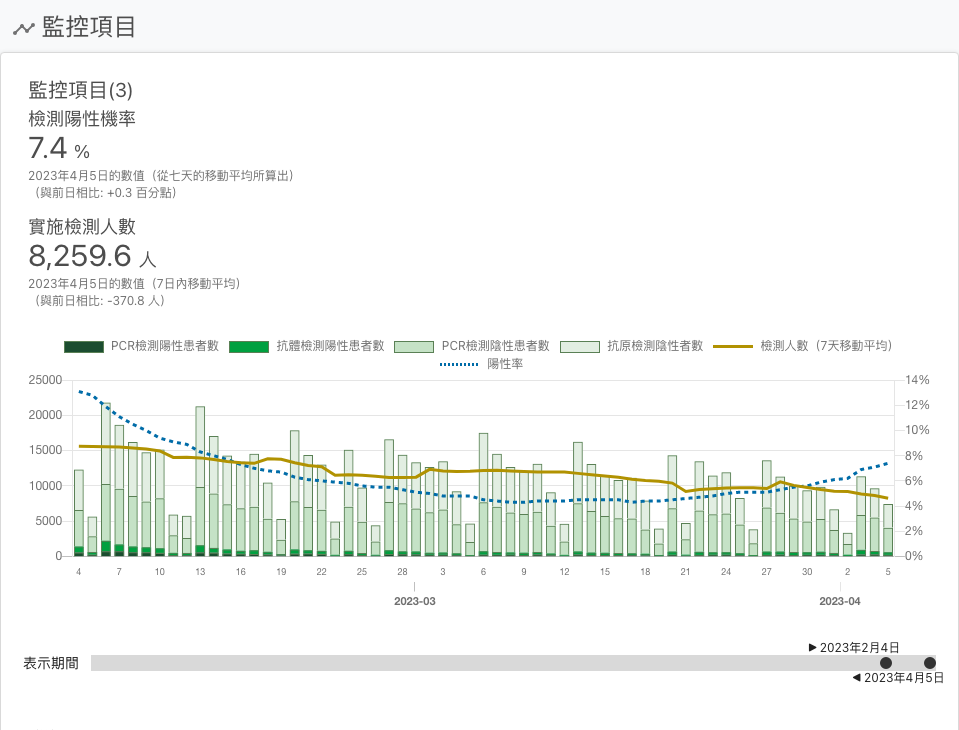 監控項目
監控項目(3)
檢測陽性機率
7.4 %
2023年4月5日的數值（從七天的移動平均所算出）
（與前日相比: +0.3 百分點）
實施檢測人數
8,259.6 人
2023年4月5日的數值（7日內移動平均）
（與前日相比: -370.8 人）
PCR檢測陽性患者數 抗體檢測陽性患者數 PCR檢測陰性患者數 抗原檢測陰性者數 檢測人數（7天移動平均）
陽性率
25000 14%
12%
20000
10%
15000
8%
10000 6%
4%
5000
2%
0 0%
4 7 10 13 16 19 22 25 28 3 6 9 12 15 18 21 24 27 30 2 5
2023-03 2023-04
▶ 2023年2月4日
表示期間
◀ 2023年4月5日